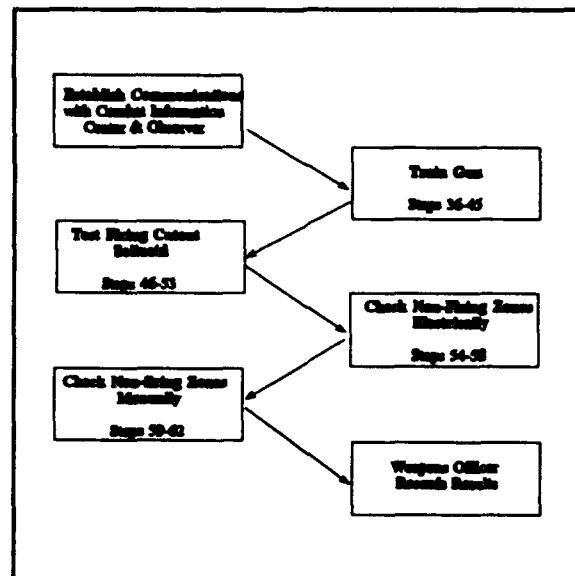 Establish Communications
with Combat Information
Center & Observer
Train Gun
Steps 36-45
Test Firing Cutout
Solinoid
Steps 46-53
Check Non-Firing Zones
Electrically
Steps 54-58
Check Non-firing Zones
Manually
Steps 59-62
Weapons Officer
Records Results